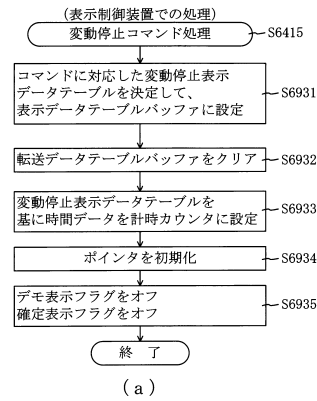 (表示制御装置での処理)
変動停止コマンド処理
S6415
コマンドに対応した変動停止表示
データテーブルを決定して、
表示データテーブルバッファに設定
S6931
転送データテーブルバッファをクリア
S6932
変動停止表示データテーブルを
基に時間データを計時カウンタに設定
S6933
ポインタを初期化
S6934
デモ表示フラグをオフ
確定表示フラグをオフ
S6935
終 了
(a)